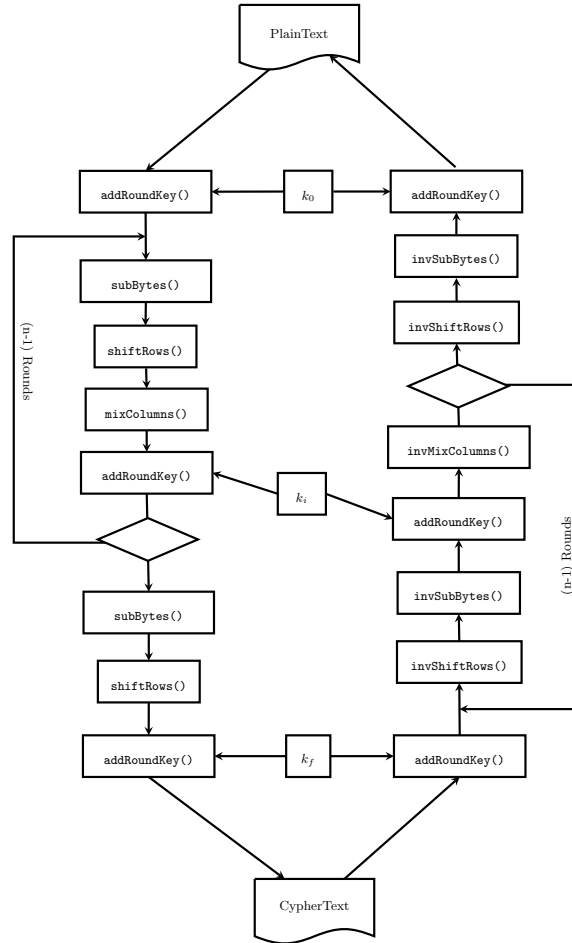 PlainText
addRoundKey()
k0
addRoundKey()
subBytes()
invSubBytes()
shiftRows()
invShiftRows()
(n-1) Rounds
mixColumns()
invMixColumns()
addRoundKey()
ki
addRoundKey()
(n-1) Rounds
subBytes()
invSubBytes()
shiftRows()
invShiftRows()
addRoundKey()
kf
addRoundKey()
CypherText